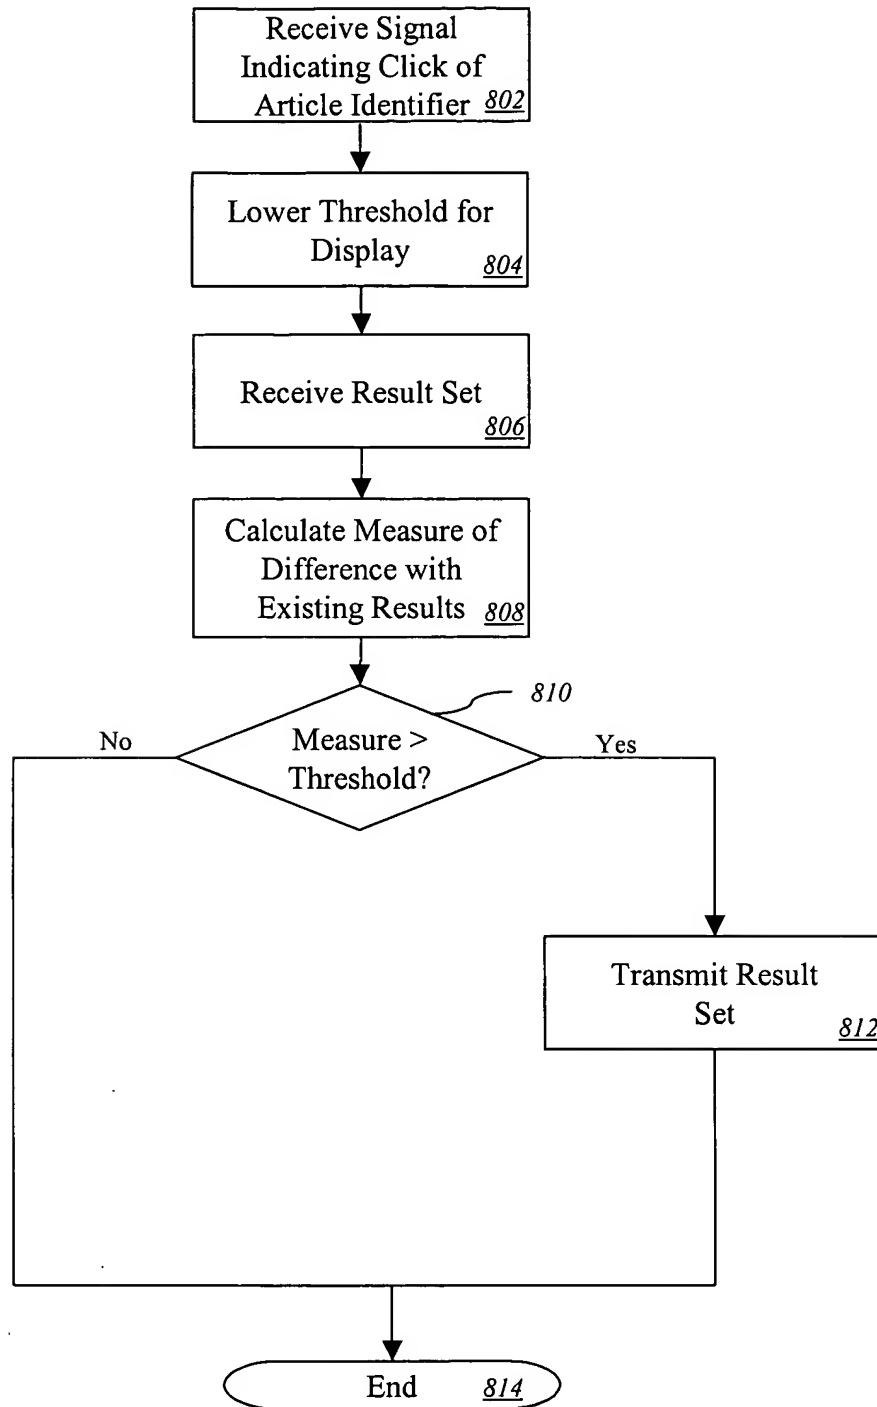 Receive Signal
Indicating Click of
Article Identifier 802
Lower Threshold for
Display 804
Receive Result Set
806
Calculate Measure of
Difference with
Existing Results 808
810
No
Measure >
Threshold?
Yes
Transmit Result
Set 812
End 814